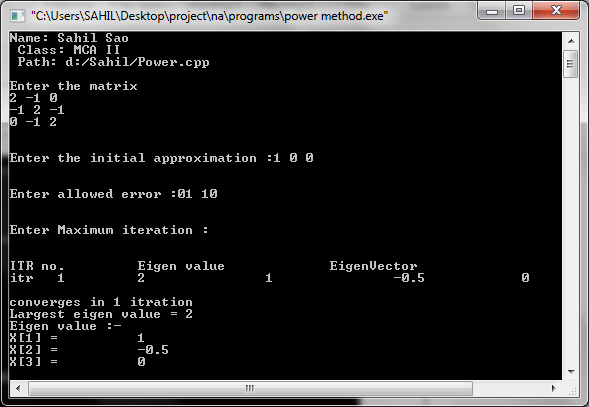 "C:\Users\SAHIL\Desktop\project\na\programs\power method.exe"
Name: Sahil Sao
Class: MCA II
Path: d:/Sahil/Power.cpp
Enter the matrix
2 -1 0
-1 2 -1
0 -1 2
Enter the initial approximation :1 0 0
Enter allowed error :01 10
Enter Maximum iteration :
ITR no. Eigen value EigenVector
itr 1 2 1 -0.5 0
converges in 1 itration
Largest eigen value = 2
Eigen value :-
X[1] = 1
X[2] = -0.5
X[3] = 0